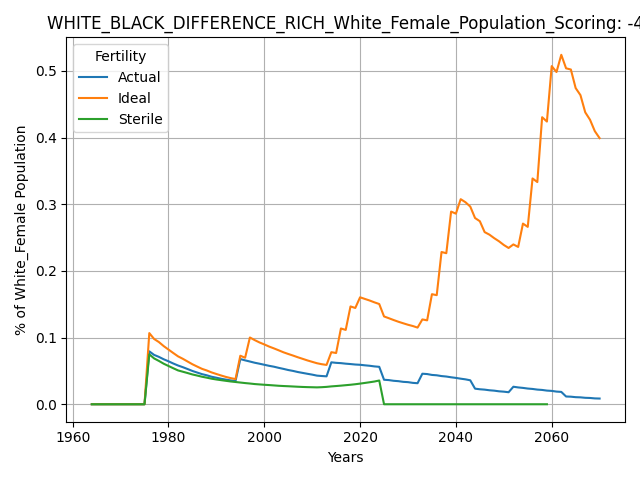 WHITE_BLACK_DIFFERENCE_RICH_White_Female_Population_Scoring: -4
Fertility
Actual
Ideal
Sterile
% of White_Female Population
0.5
0.4
0.3
0.2
0.1
0.0
1960
1980
2000
2020
2040
2060
Years